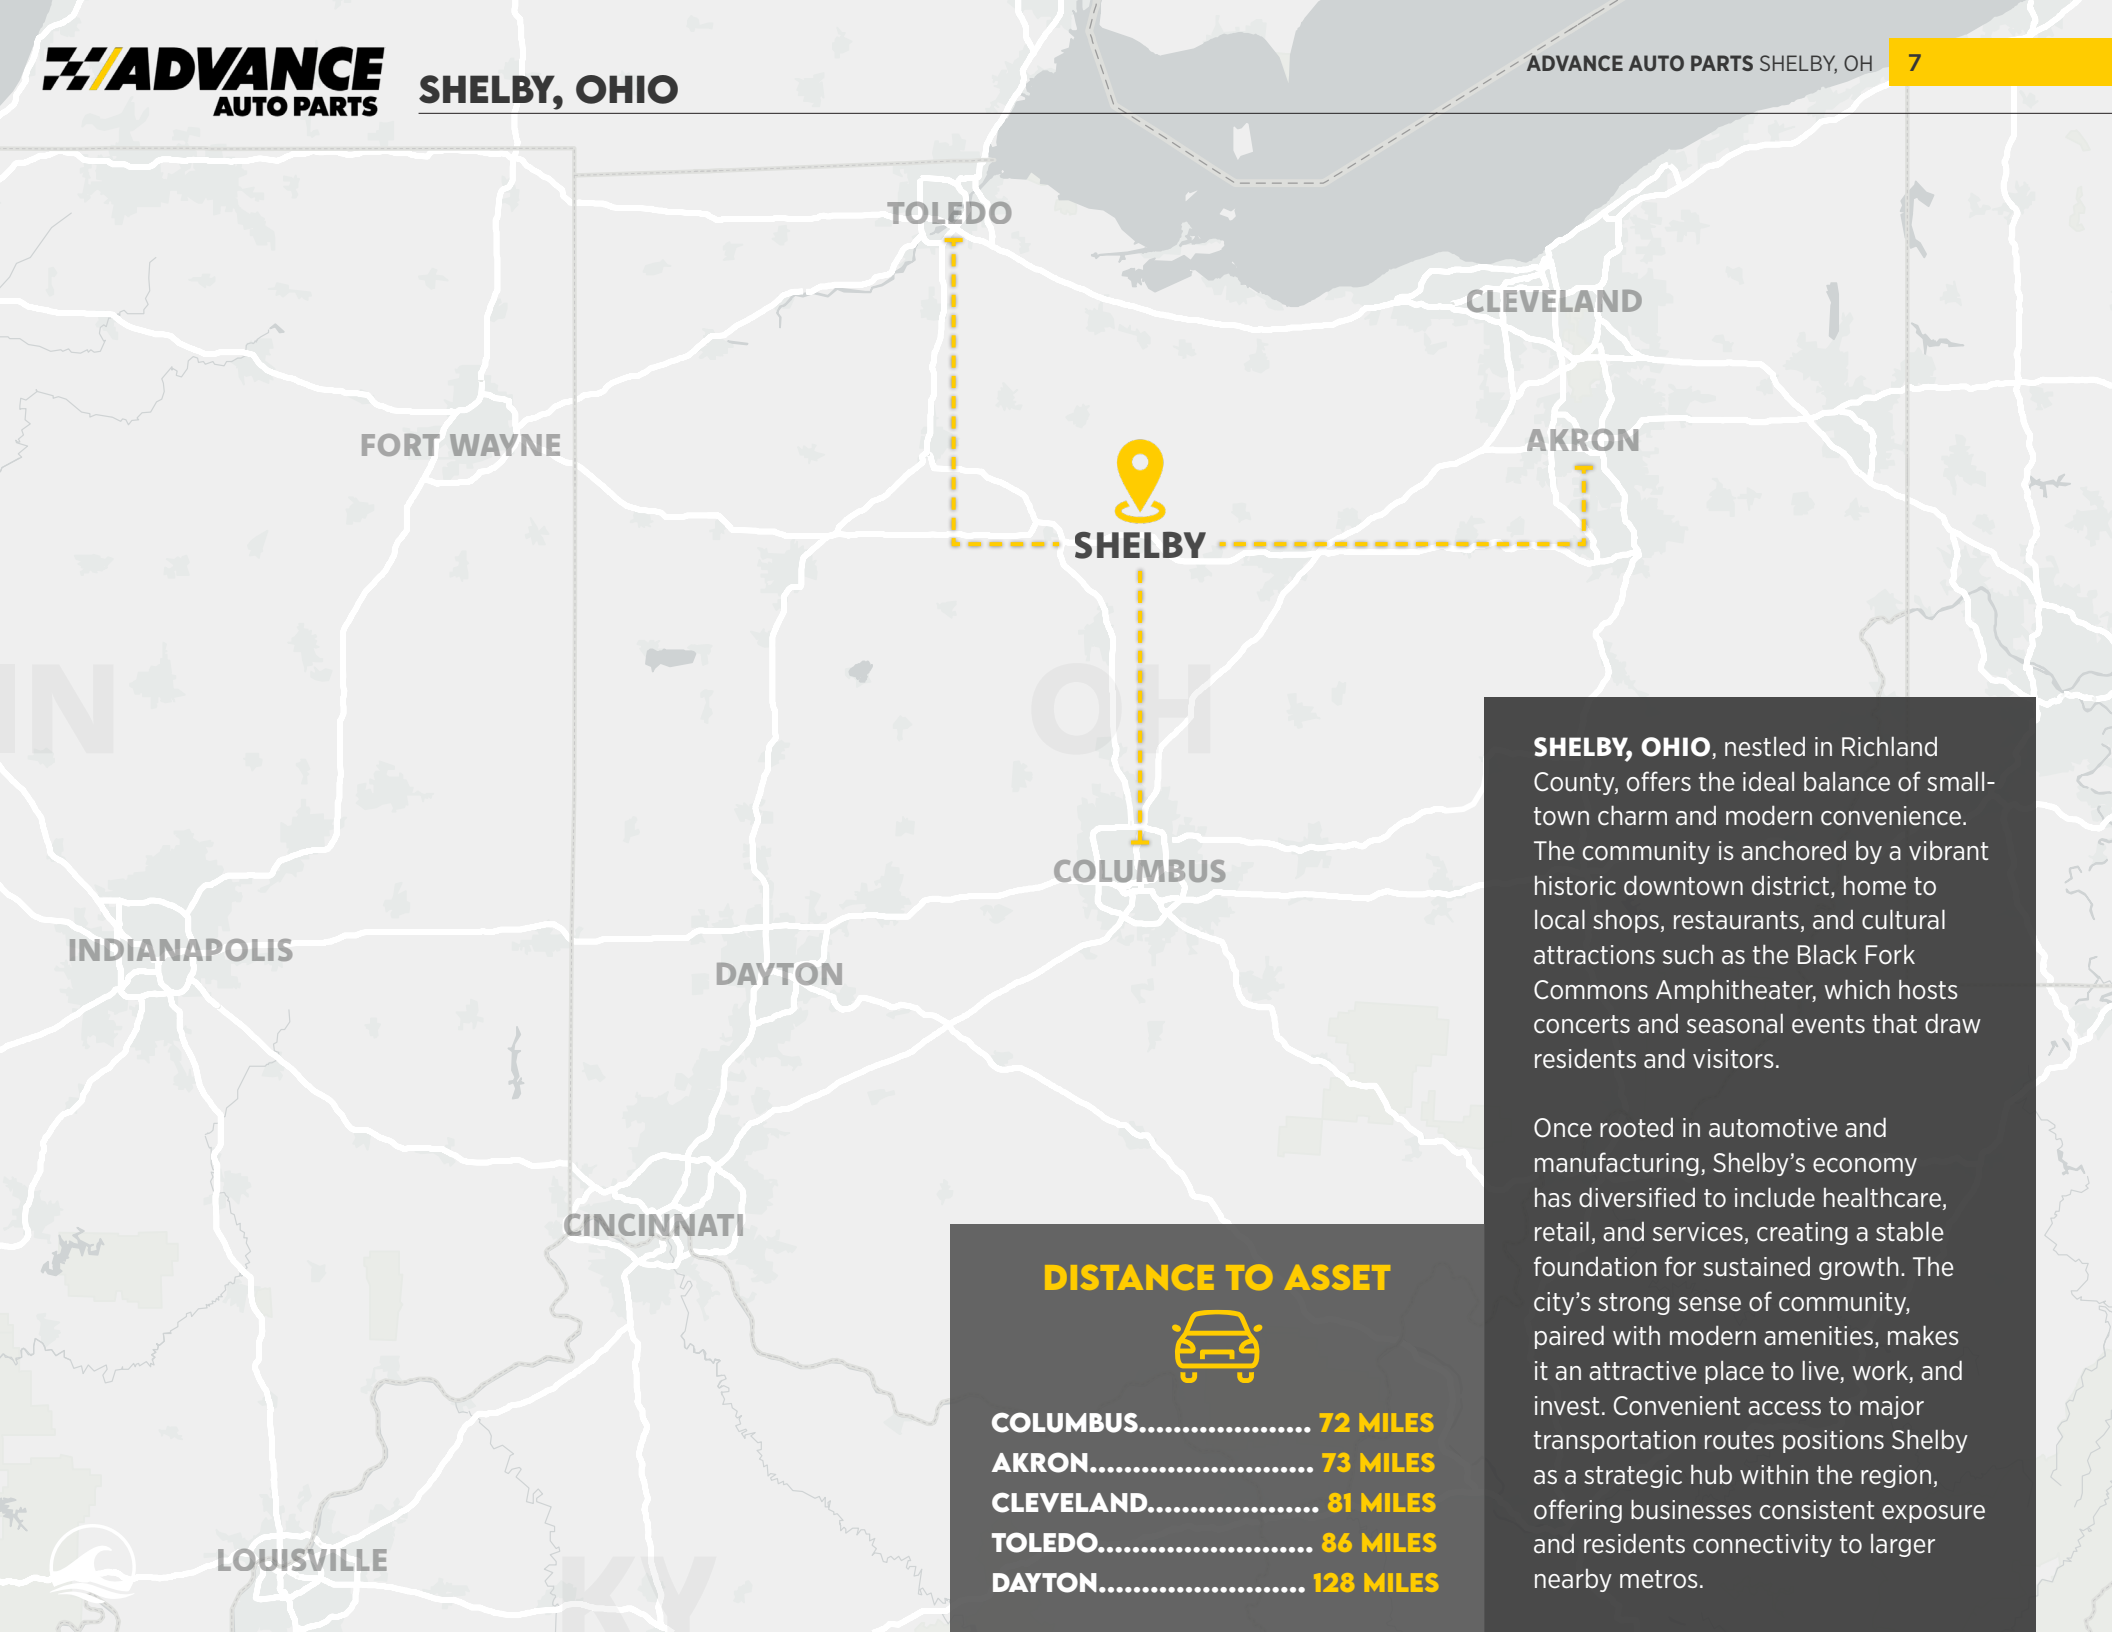 ADVANCE
AUTO PARTS
SHELBY, OHIO
ADVANCE AUTO PARTS SHELBY, OH 7
TOLEDO
CLEVELAND
FORT WAYNE
AKRON
SHELBY
IN
OH
COLUMBUS
INDIANAPOLIS
DAYTON
CINCINNATI
LOUISVILLE
KY
DISTANCE TO ASSET
COLUMBUS.................... 72 MILES
AKRON.......................... 73 MILES
CLEVELAND.................... 81 MILES
TOLEDO......................... 86 MILES
DAYTON........................ 128 MILES
SHELBY, OHIO, nestled in Richland
County, offers the ideal balance of small-
town charm and modern convenience.
The community is anchored by a vibrant
historic downtown district, home to
local shops, restaurants, and cultural
attractions such as the Black Fork
Commons Amphitheater, which hosts
concerts and seasonal events that draw
residents and visitors.
Once rooted in automotive and
manufacturing, Shelby’s economy
has diversified to include healthcare,
retail, and services, creating a stable
foundation for sustained growth. The
city’s strong sense of community,
paired with modern amenities, makes
it an attractive place to live, work, and
invest. Convenient access to major
transportation routes positions Shelby
as a strategic hub within the region,
offering businesses consistent exposure
and residents connectivity to larger
nearby metros.